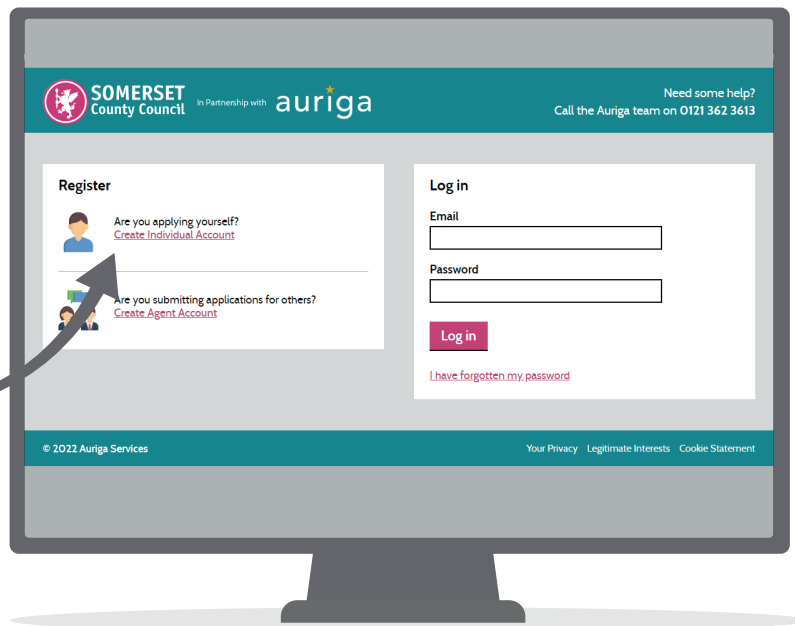 SOMERSET
County Council
In Partnership with auriga
Need some help?
Call the Auriga team on 0121 362 3613
Register
Are you applying yourself?
Create Individual Account
Are you submitting applications for others?
Create Agent Account
Log in
Email
Password
Log in
I have forgotten my password
© 2022 Auriga Services
Your Privacy Legitimate Interests Cookie Statement